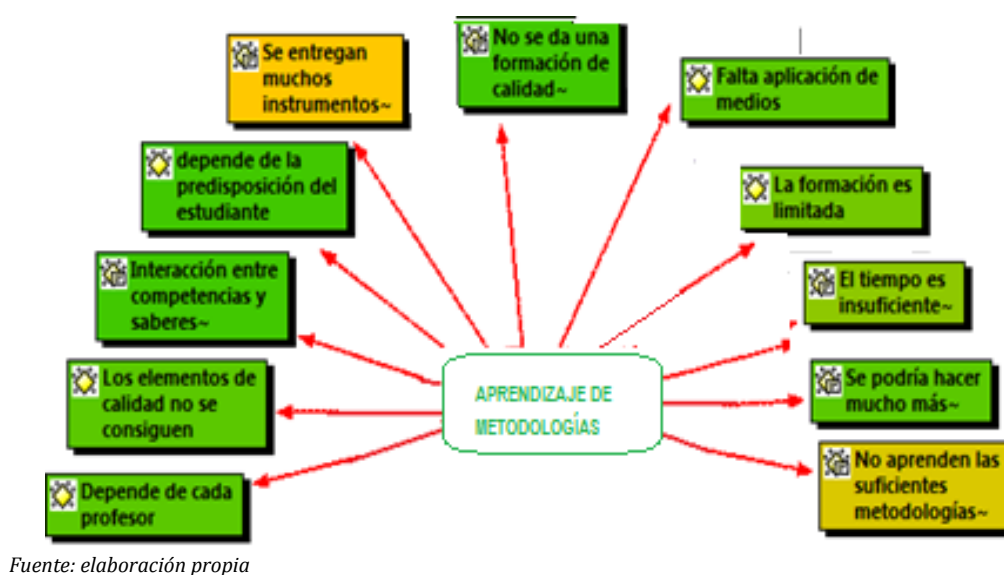 Se entregan
muchos
instrumentos~
No se da una
formación de
calidad~
Falta aplicación de
medios
depende de la
predisposición del
estudiante
La formación es
limitada
Interacción entre
competencias y
saberes~
El tiempo es
insuficiente~
Los elementos de
calidad no se
consiguen
APRENDIZAJE DE
METODOLOGÍAS
Se podría hacer
mucho más~
Depende de cada
profesor
No aprenden las
suficientes
metodologías~
Fuente: elaboración propia